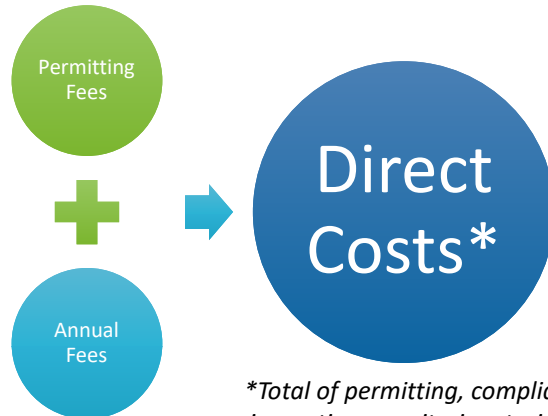 Permitting
Fees
Annual
Fees
Direct
Costs*
*Total of permitting, complia